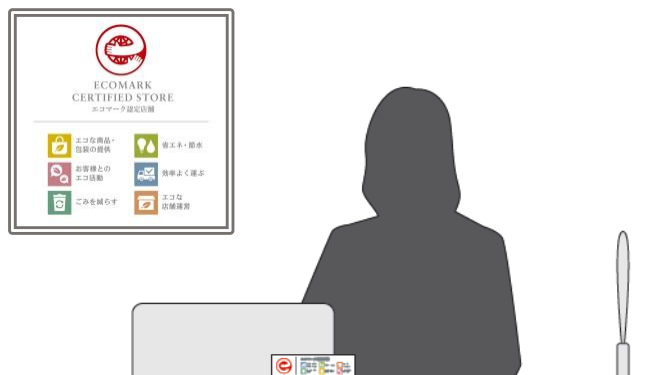 ECOMARK
CERTIFIED STORE
エコマーク認定店舗
エコな商品・
包装の提供
省エネ・節水
お客様との
エコ活動
効率よく運ぶ
ごみを減らす
エコな
店舗運営